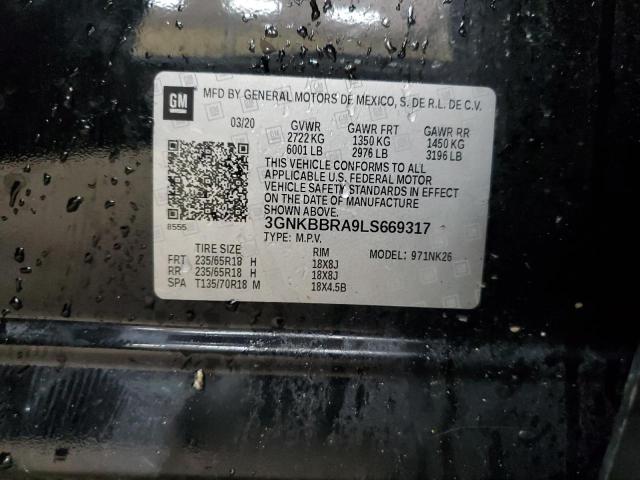 GM
MFD BY GENERAL MOTORS DE MEXICO, S. DE R.L. DE C.V.
03/20 GVWR GAWR FRT GAWR RR
2722 KG 1350 KG 1450 KG
6001 LB 2976 LB 3196 LB
THIS VEHICLE CONFORMS TO ALL
APPLICABLE U.S. FEDERAL MOTOR
VEHICLE SAFETY STANDARDS IN EFFECT
ON THE DATE OF MANUFACTURE
SHOWN ABOVE.
8555
3GNKBBRA9LS669317
TYPE: M.P.V. MODEL: 971NK26
TIRE SIZE RIM
FRT 235/65R18 H 18X8J
RR 235/65R18 H 18X8J
SPA T135/70R18 M 18X4.5B